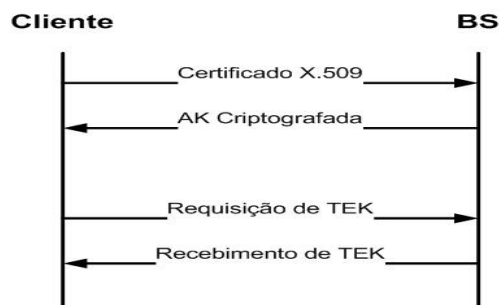 Cliente
BS
Certificado X.509
AK Criptografada
Requisição de TEK
Recebimento de TEK